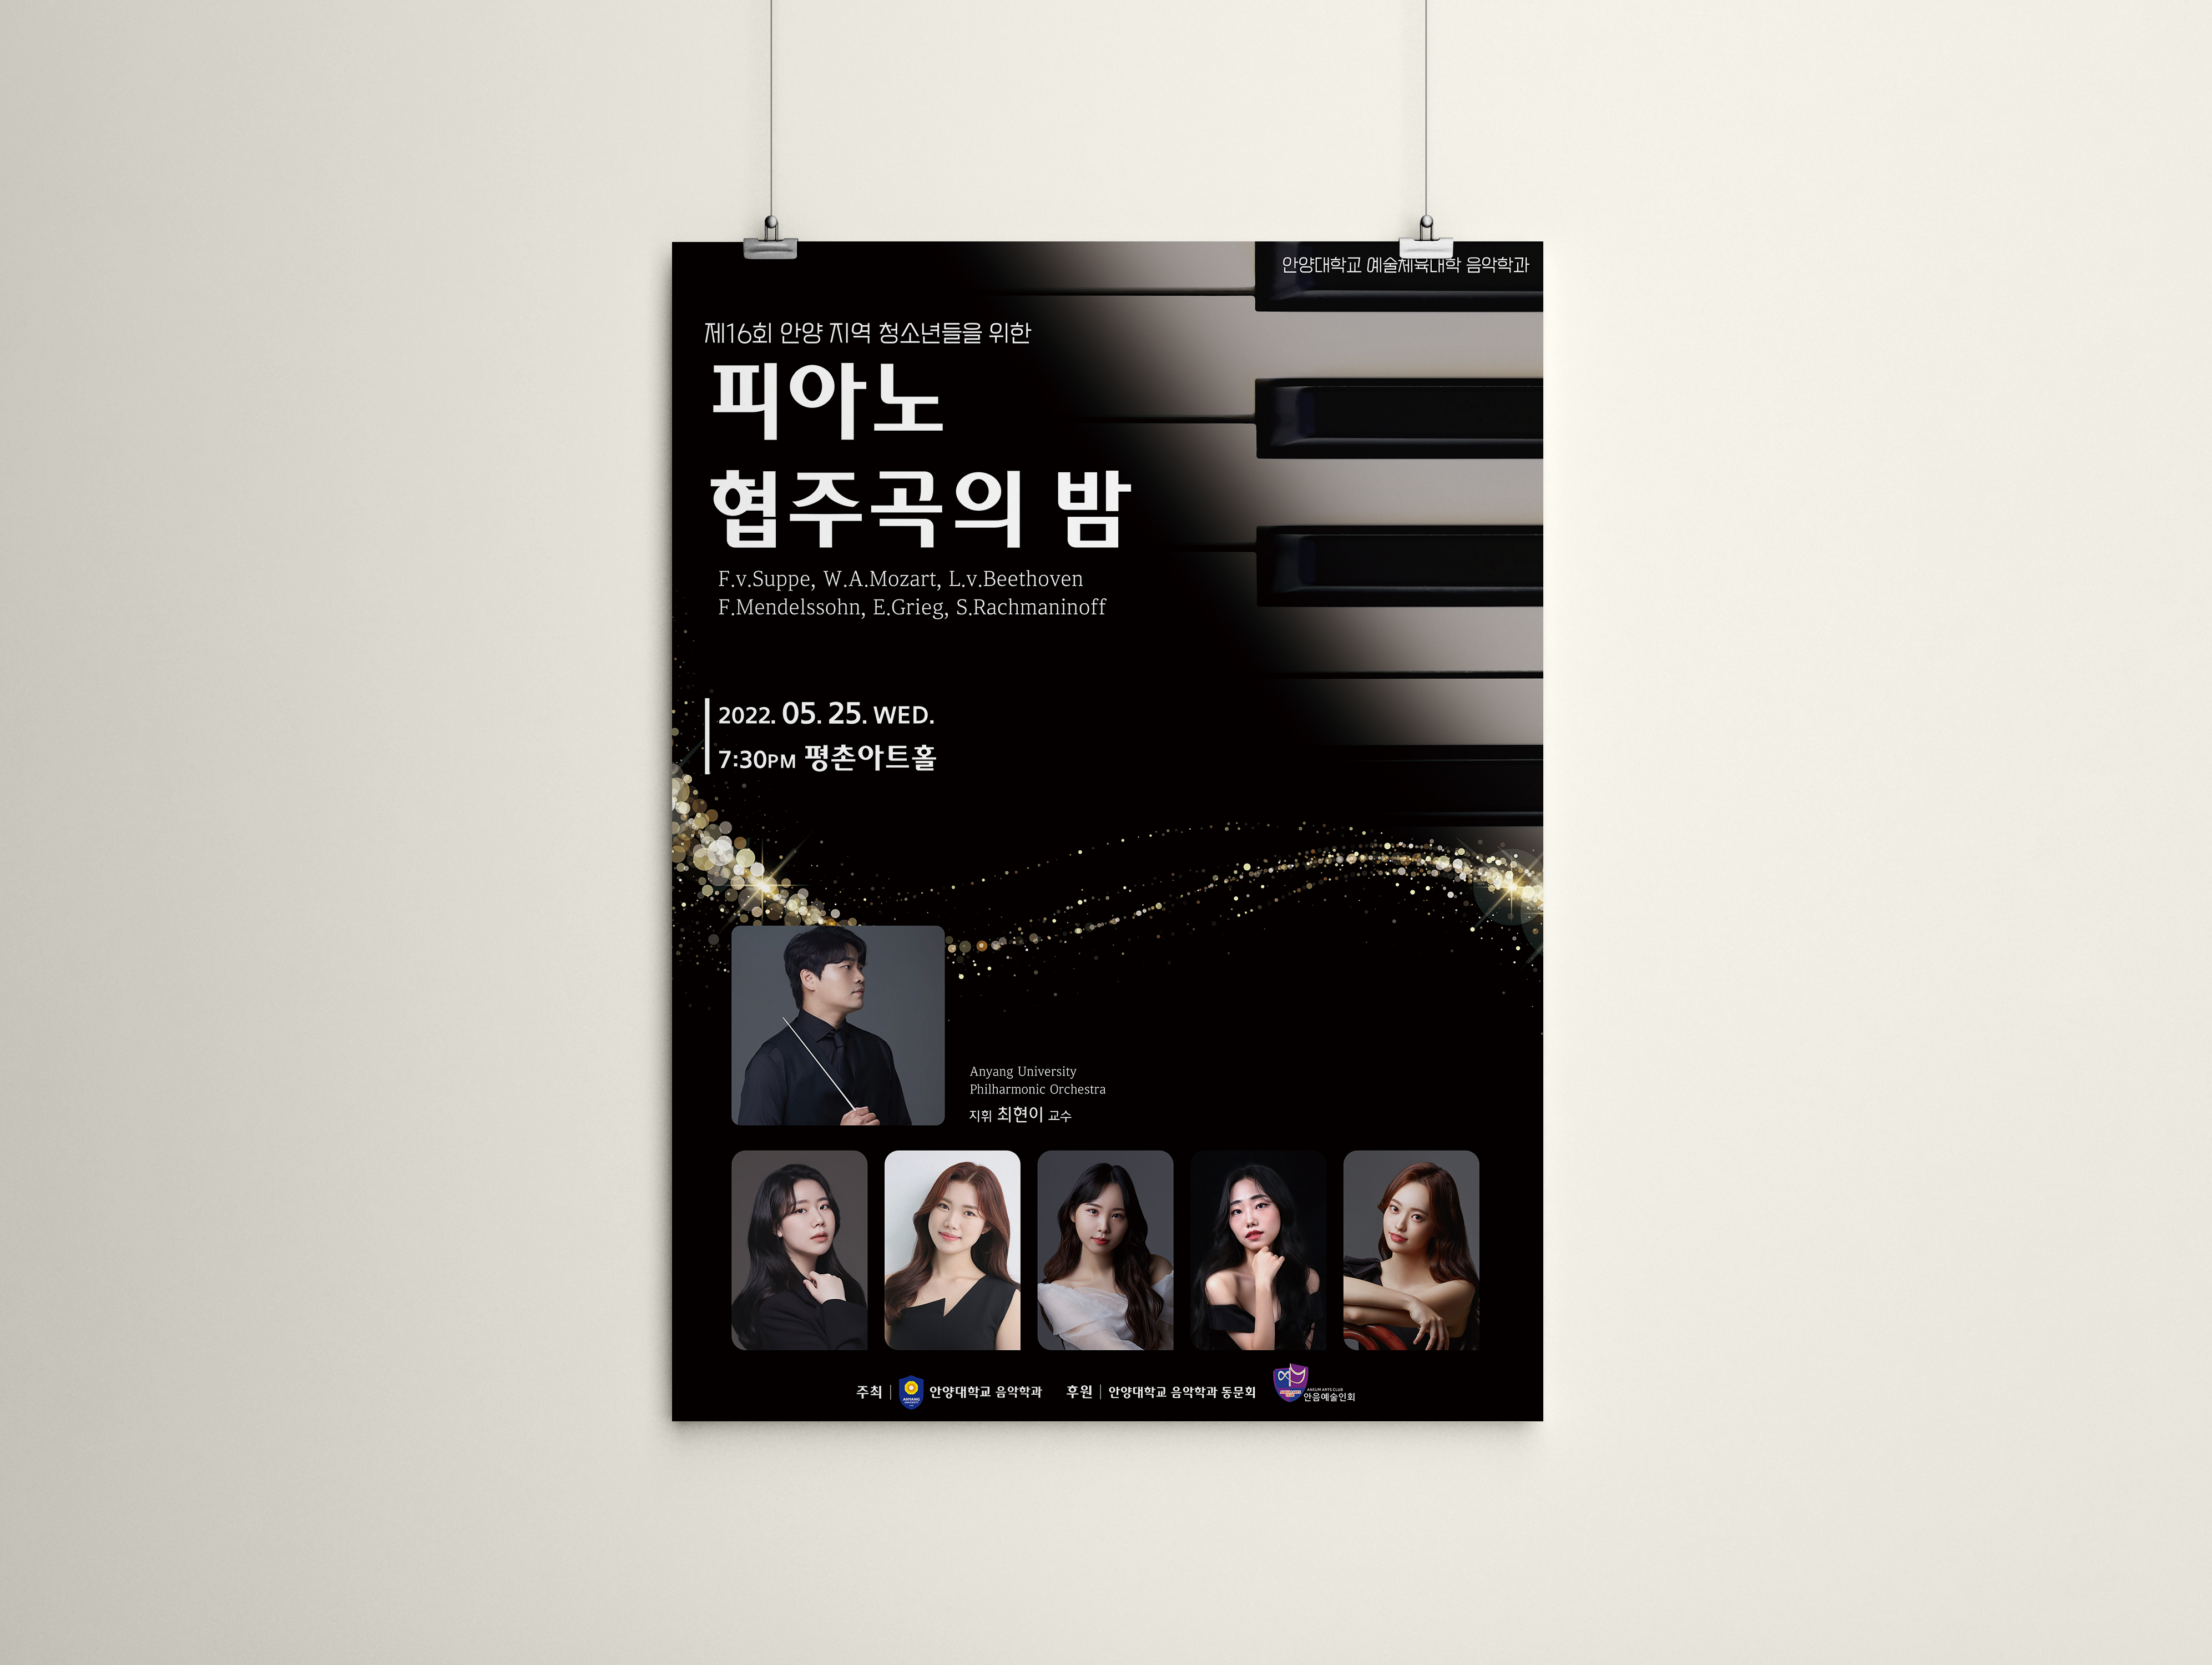 안양대학교 예술체육대학 음악학과
제16회 안양 지역 청소년들을 위한
피아노
협주곡의 밤
F.v.Suppe, W.A.Mozart, L.v.Beethoven
F.Mendelssohn, E.Grieg, S.Rachmaninoff
2022. 05. 25. WED.
7:30PM 평촌아트홀
Anyang University
Philharmonic Orchestra
지휘 최현이 교수
주최 | ANYANG UNIVERSITY 안양대학교 음악학과 후원 | 안양대학교 음악학과 동문회
ANEUM ARTS CLUB
안음예술인회